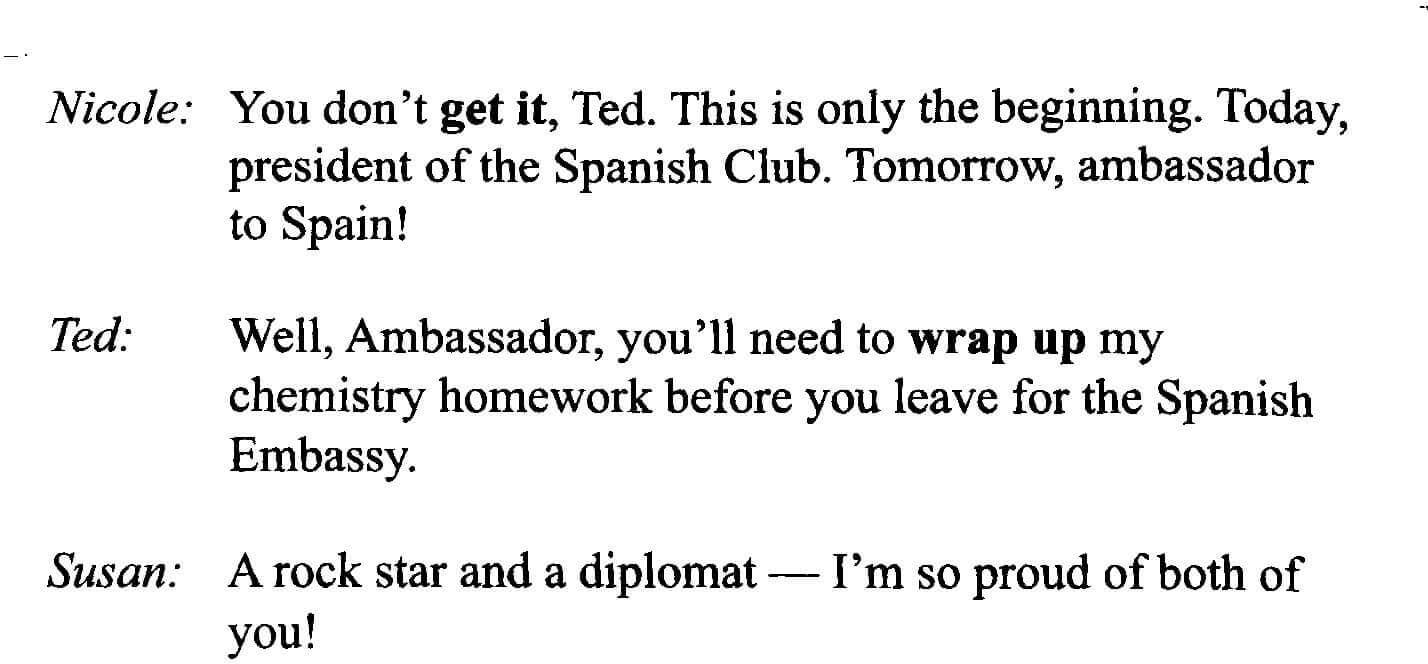 Nicole: You don’t get it, Ted. This is only the beginning. Today,
president of the Spanish Club. Tomorrow, ambassador
to Spain!
Ted: Well, Ambassador, you’ll need to wrap up my
chemistry homework before you leave for the Spanish
Embassy.
Susan: A rock star and a diplomat — I’m so proud of both of
you!